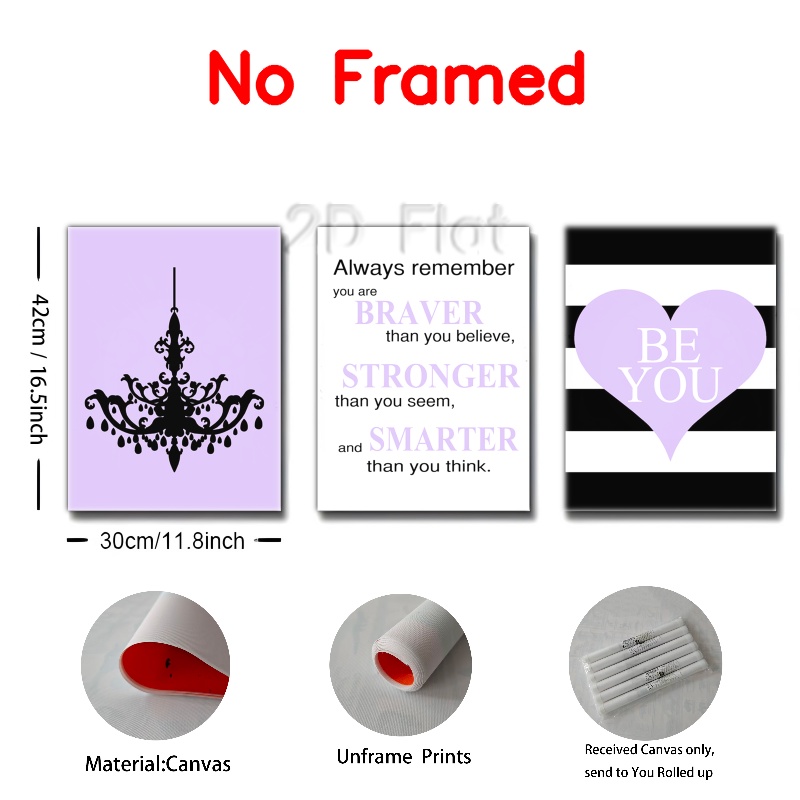 No Framed
2D Flat
42cm / 16.5inch
Always remember
you are
BRAVER
than you believe,
STRONGER
than you seem,
and SMARTER
than you think.
BE
YOU
30cm/11.8inch
Material:Canvas
Unframe Prints
Received Canvas only,
send to You Rolled up